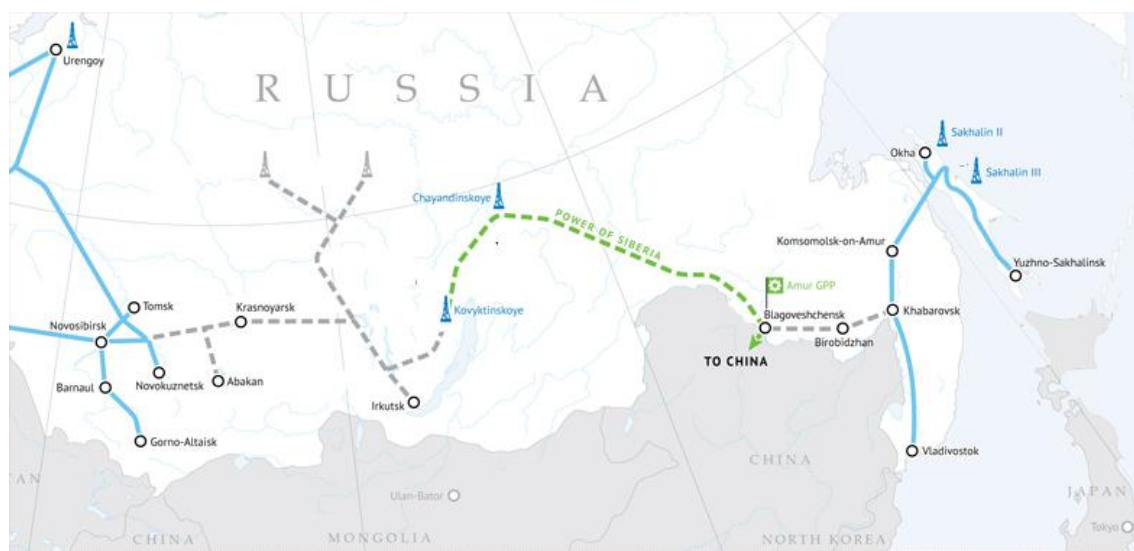 Urengoy
RUSSIA
Sakhalin II
Okha
Sakhalin III
Chayandinskoye
POWER OF SIBERIA
Komsomolsk-on-Amur
Yuzhno-Sakhalinsk
Amur GPP
Tomsk
Krasnoyarsk
Kovyktinskoye
Blagoveshchensk
Khabarovsk
Novosibirsk
Birobidzhan
TO CHINA
Barnaul
Novokuznetsk
Abakan
Irkutsk
Gorno-Altaisk
Vladivostok
CHINA
TAN
Ulan-Bator
JAPAN
Tokyo
CHINA
MONGOLIA
NORTH KOREA